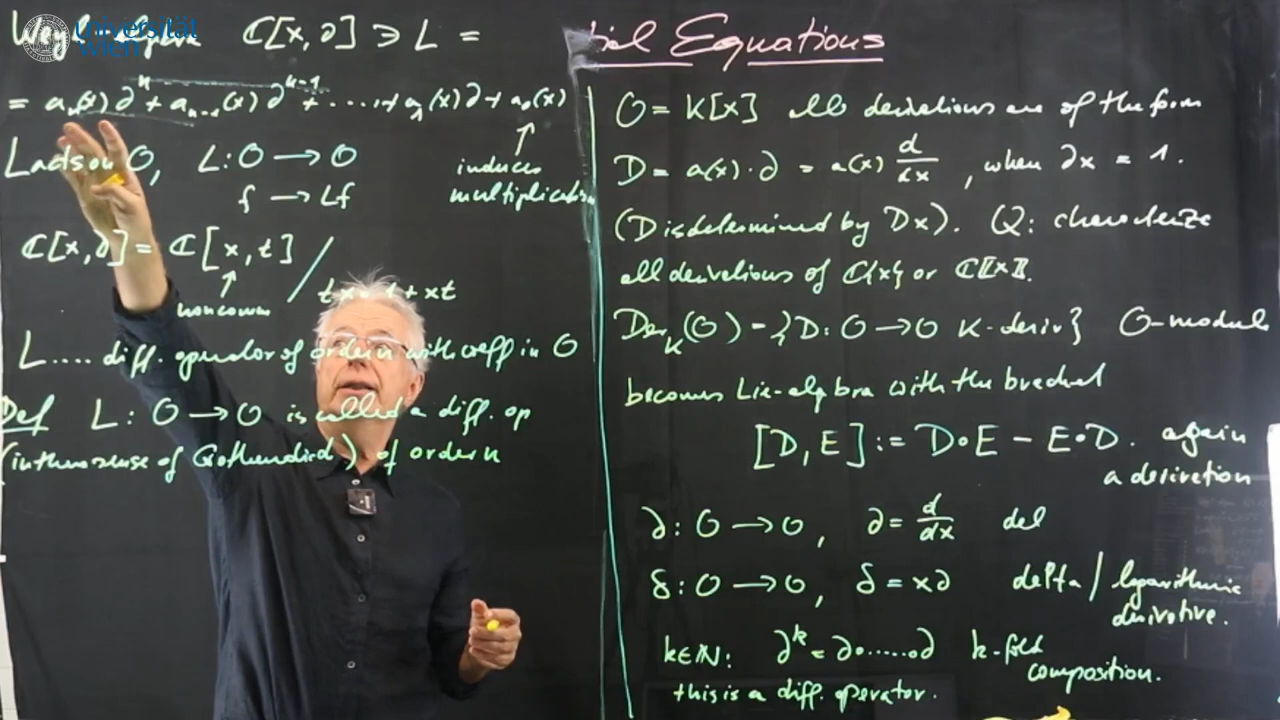 universität
wien
Weyl algebra ℂ[x,∂] ∋ L =
= aₙ(x)∂ⁿ + aₙ₋₁(x)∂ⁿ⁻¹ + ..... + a₁(x)∂ + a₀(x)
↑
induces
multiplication
L acts on O, L: O → O
f → Lf
ℂ[x,∂] = ℂ[x,t] /
↑
noncomm
+ xt
L .... diff. operator of order n with coeff in O
Def L: O → O is called a diff. op
(in the sense of Grothendieck) of order n
tial Equations
O = K[x] all derivations are of the form
D = a(x)·∂ = a(x) d/dx, when ∂x = 1.
(D is determined by Dx). Q: characterize
all derivations of ℂ{x} or ℂ[[x]].
Der_K(O) = {D: O → O K-deriv} O-module
becomes Lie-algebra with the bracket
[D,E] := D∘E − E∘D. again
a derivation
∂: O → O, ∂ = d/dx del
δ: O → O, δ = x∂ delta / logarithmic
derivative.
k∈ℕ: ∂ᵏ = ∂∘......∂ k-fold
composition.
this is a diff. operator.